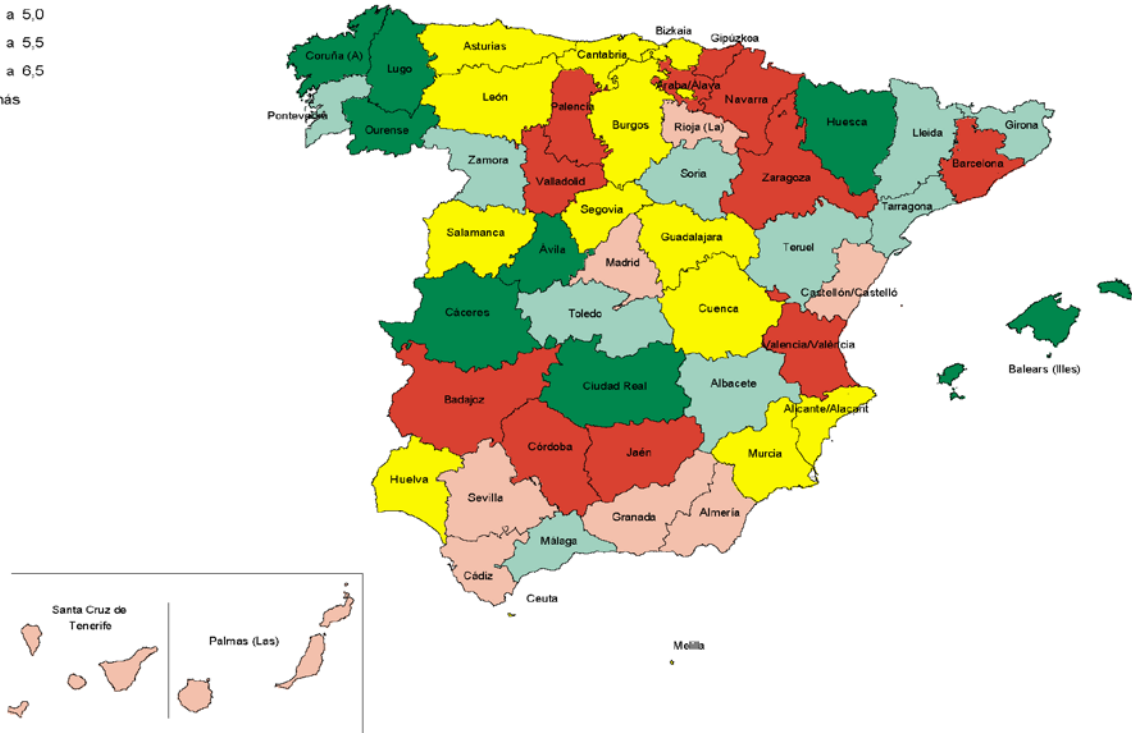 a 5,0
a 5,5
a 6,5
nás
Coruña (A)
Lugo
Asturias
Cantabria
Bizkaia
Gipúzkoa
Araba/Álava
Navarra
León
Palencia
Burgos
Rioja (La)
Huesca
Lleida
Girona
Barcelona
Pontevedra
Ourense
Zamora
Valladolid
Soria
Zaragoza
Tarragona
Segovia
Salamanca
Ávila
Madrid
Guadalajara
Teruel
Castellón/Castelló
Cáceres
Toledo
Cuenca
Valencia/València
Balears (Illes)
Badajoz
Ciudad Real
Albacete
Alicante/Alacant
Córdoba
Jaén
Murcia
Huelva
Sevilla
Granada
Almería
Málaga
Cádiz
Ceuta
Melilla
Santa Cruz de
Tenerife
Palmas (Las)